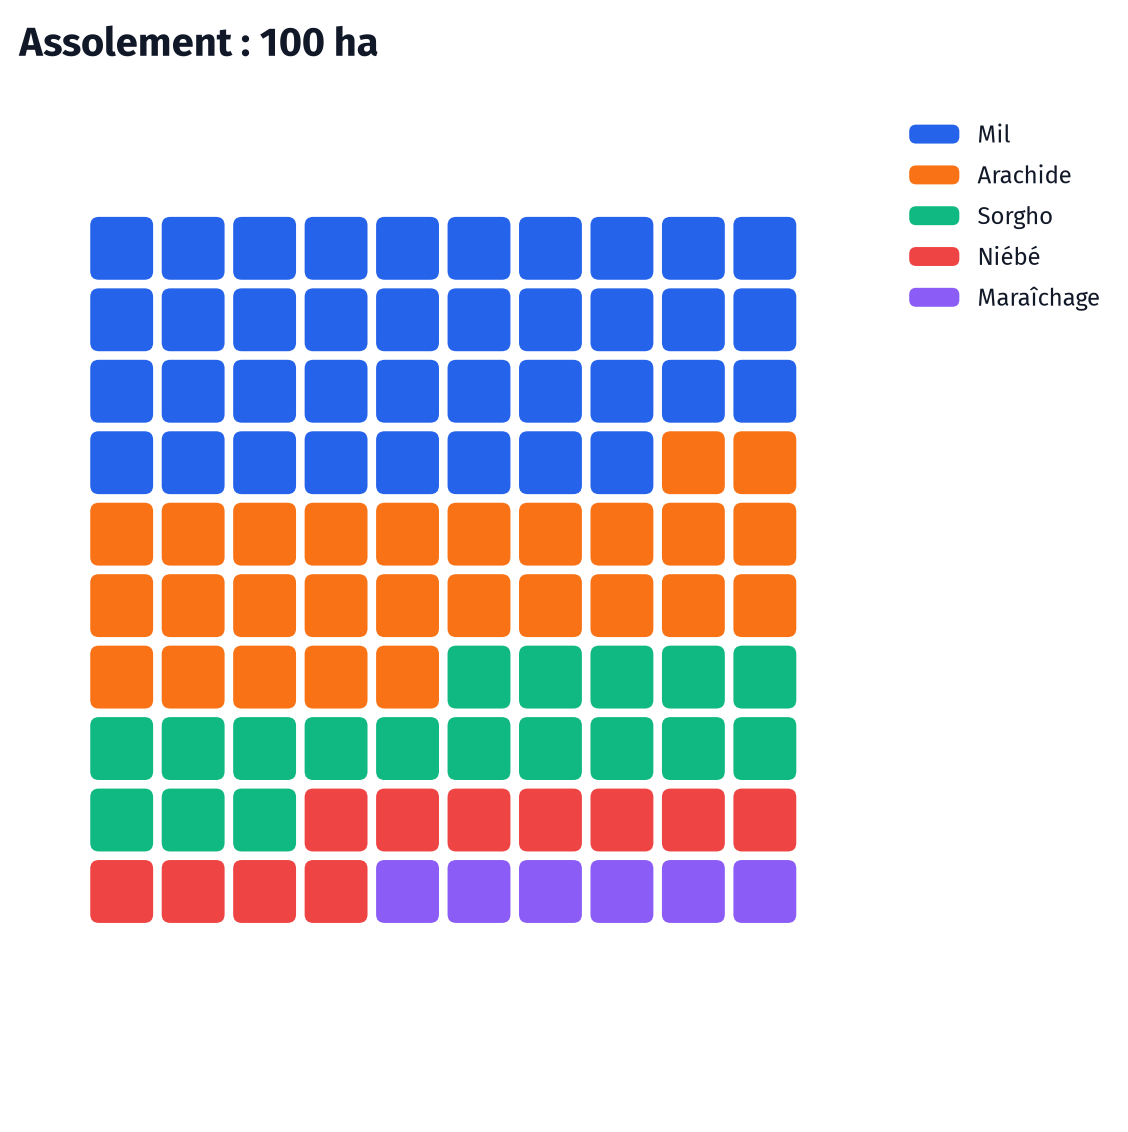 Assolement : 100 ha
Mil
Arachide
Sorgho
Niébé
Maraîchage